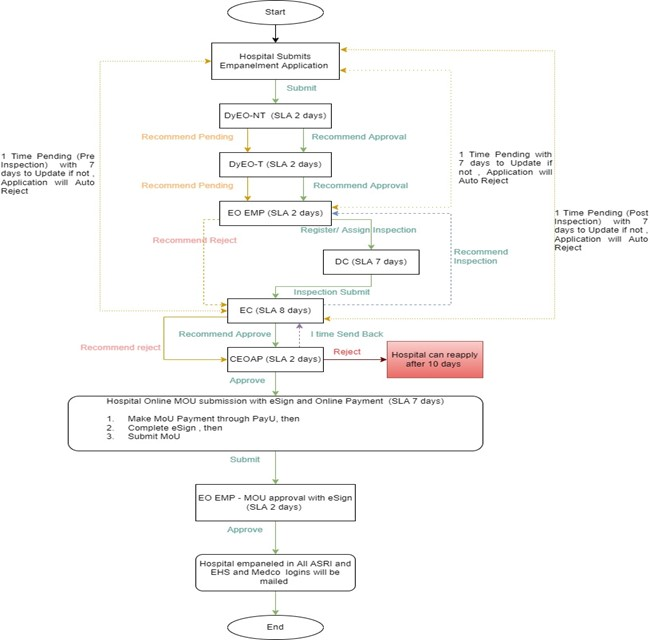 Start
Hospital Submits
Empanelment Application
Submit
DyEO-NT (SLA 2 days)
Recommend Pending
Recommend Approval
1 Time Pending (Pre
Inspection) with 7
days to Update if not ,
Application will Auto
Reject
1 Time Pending with
7 days to Update if
not , Application will
Auto Reject
DyEO-T (SLA 2 days)
Recommend Pending
Recommend Approval
EO EMP (SLA 2 days)
1 Time Pending (Post
Inspection) with 7
days to Update if not ,
Application will Auto
Reject
Register/ Assign Inspection
Recommend Reject
Recommend
Inspection
DC (SLA 7 days)
Inspection Submit
EC (SLA 8 days)
Recommend Approve
I time Send Back
Recommend reject
CEOAP (SLA 2 days)
Reject
Hospital can reapply
after 10 days
Approve
Hospital Online MOU submission with eSign and Online Payment (SLA 7 days)
1. Make MoU Payment through PayU, then
2. Complete eSign , then
3. Submit MoU
Submit
EO EMP - MOU approval with eSign
(SLA 2 days)
Approve
Hospital empaneled in All ASRI and
EHS and Medco logins will be
mailed
End